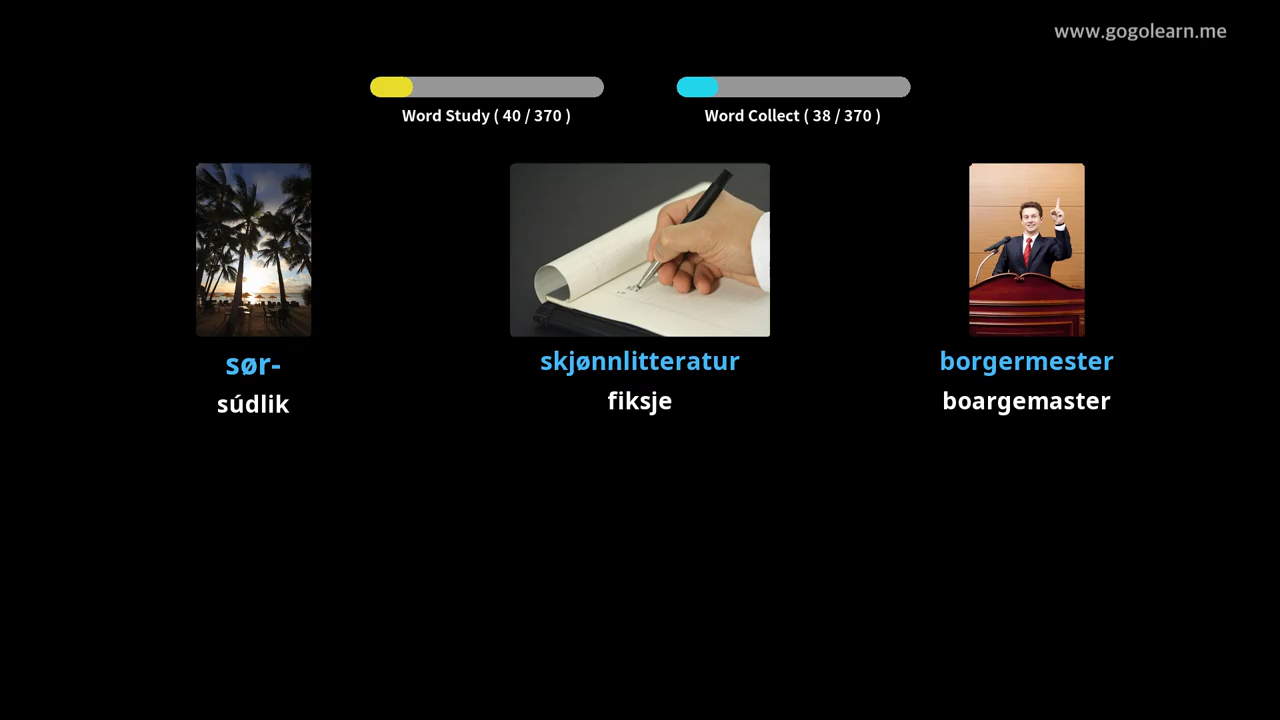 www.gogolearn.me
Word Study ( 40 / 370 )
Word Collect ( 38 / 370 )
sør-
súdlik
skjønnlitteratur
fiksje
borgermester
boargemaster